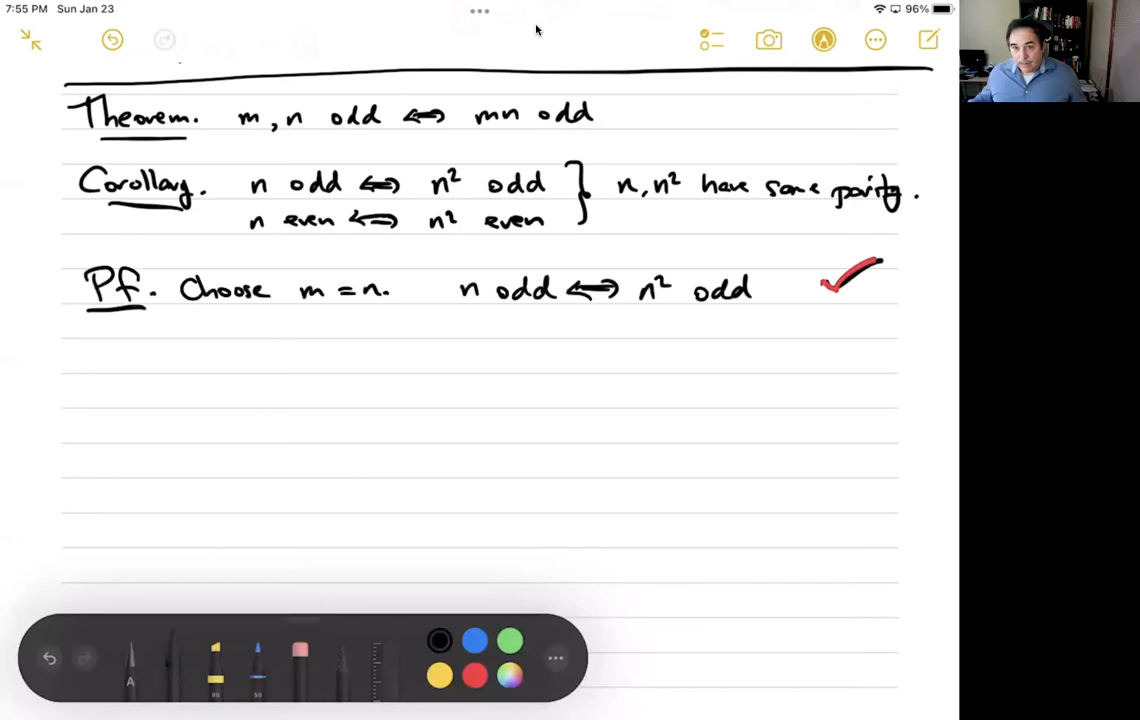 7:55 PM Sun Jan 23
96%
Theorem. m, n odd ⟺ mn odd
Corollary. n odd ⟺ n² odd } n, n² have same parity.
n even ⟺ n² even
Pf. Choose m = n. n odd ⟺ n² odd ✓
A
50